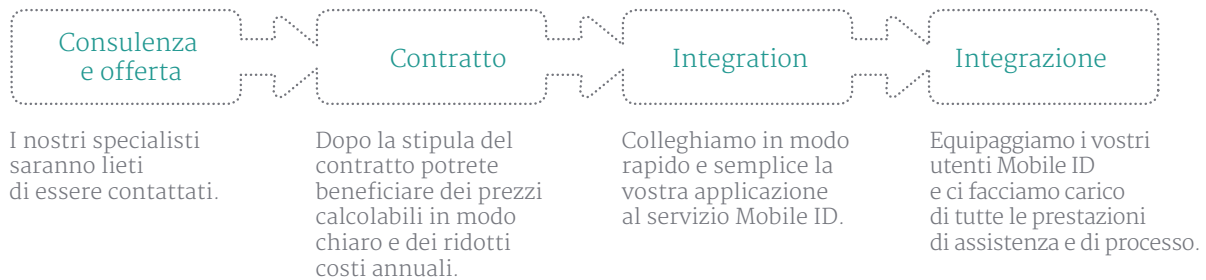 Consulenza
e offerta
Contratto
Integration
Integrazione
I nostri specialisti
saranno lieti
di essere contattati.
Dopo la stipula del
contratto potrete
beneficiare dei prezzi
calcolabili in modo
chiaro e dei ridotti
costi annuali.
Colleghiamo in modo
rapido e semplice la
vostra applicazione
al servizio Mobile ID.
Equipaggiamo i vostri
utenti Mobile ID
e ci facciamo carico
di tutte le prestazioni
di assistenza e di processo.